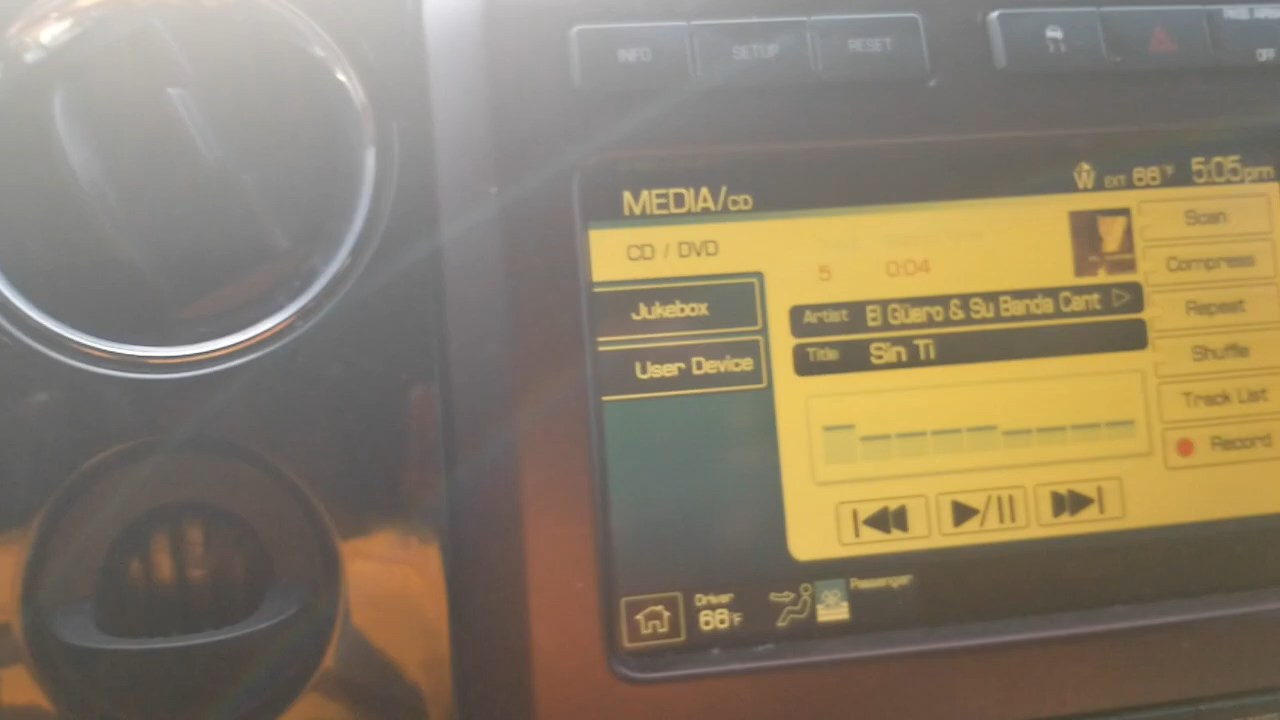 INFO SETUP RESET
OFF
MEDIA/CD
EXT 66°F 5:05pm
CD / DVD
5 0:04
Scan
Jukebox
Compress
Artist El Güero & Su Banda Cant
Repeat
User Device
Title Sin Ti
Shuffle
Track List
Record
Driver
66°F
Passenger